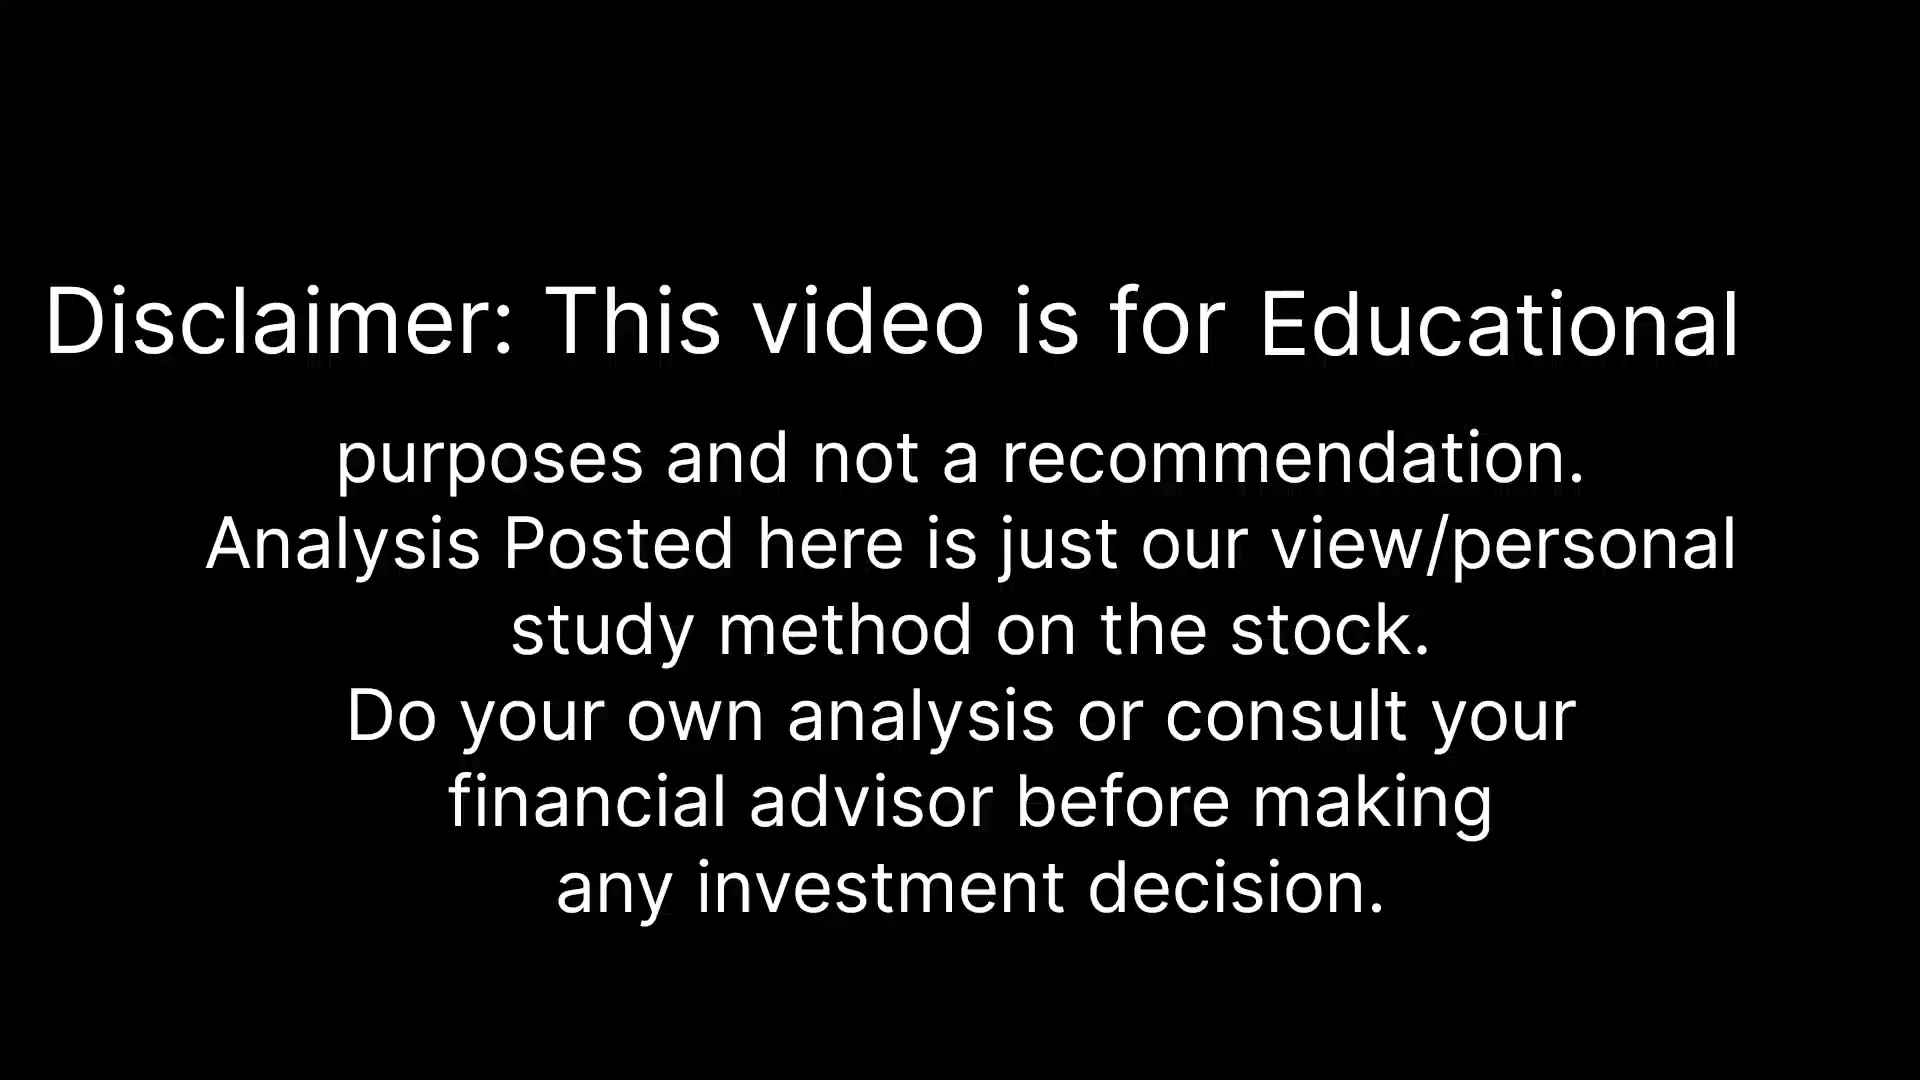 Disclaimer: This video is for Educational
purposes and not a recommendation.
Analysis Posted here is just our view/personal
study method on the stock.
Do your own analysis or consult your
financial advisor before making
any investment decision.